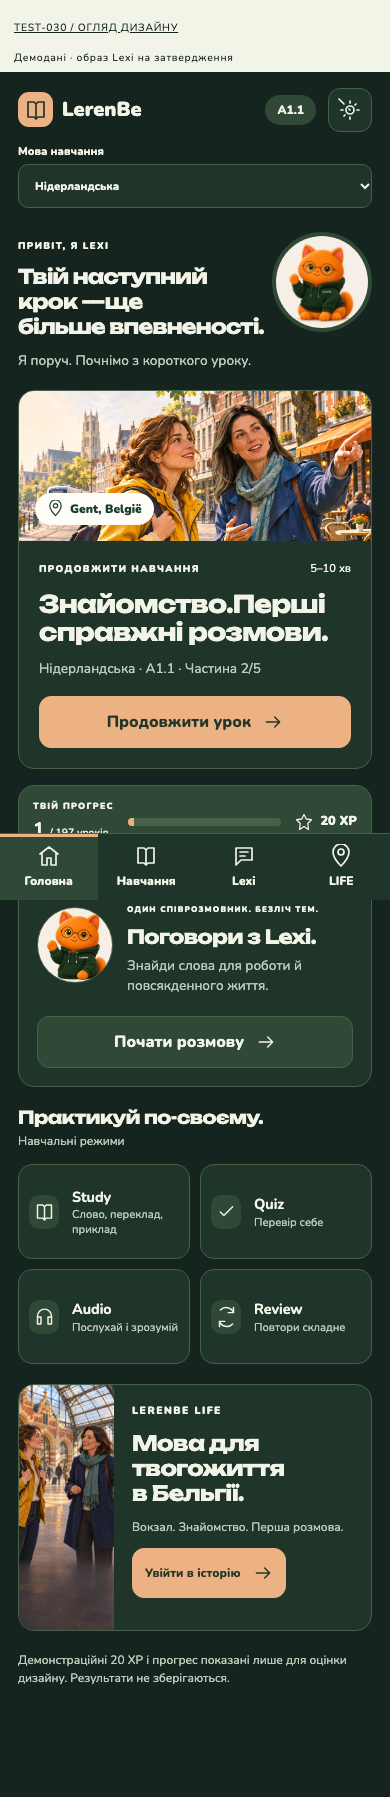 TEST-030 / ОГЛЯД ДИЗАЙНУ
Демодані · образ Lexi на затвердження
LerenBe
A1.1
Мова навчання
Нідерландська
ПРИВІТ, Я LEXI
Твій наступний
крок —ще
більше впевненості.
Я поруч. Почнімо з короткого уроку.
Gent, België
ПРОДОВЖИТИ НАВЧАННЯ
5–10 хв
Знайомство.Перші
справжні розмови.
Нідерландська · A1.1 · Частина 2/5
Продовжити урок
ТВІЙ ПРОГРЕС
1 / 197 уроків
20 XP
Головна
Навчання
Lexi
LIFE
ОДИН СПІВРОЗМОВНИК. БЕЗЛІЧ ТЕМ.
Поговори з Lexi.
Знайди слова для роботи й
повсякденного життя.
Почати розмову
Практикуй по-своєму.
Навчальні режими
Study
Слово, переклад,
приклад
Quiz
Перевір себе
Audio
Послухай і зрозумій
Review
Повтори складне
LERENBE LIFE
Мова для
твогожиття
в Бельгії.
Вокзал. Знайомство. Перша розмова.
Увійти в історію
Демонстраційні 20 XP і прогрес показані лише для оцінки
дизайну. Результати не зберігаються.